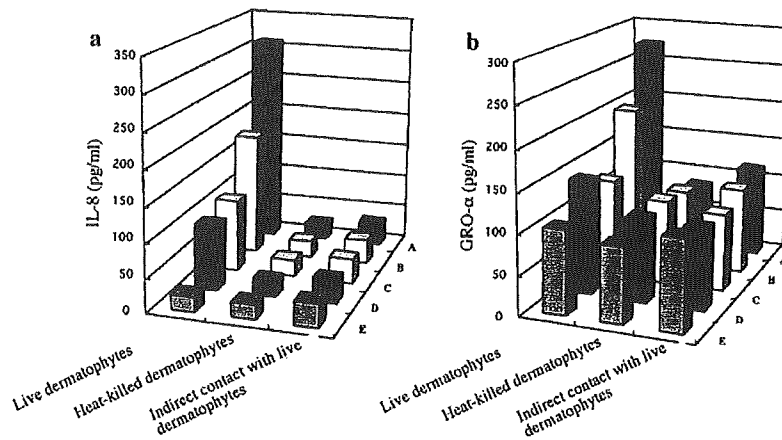 a
350
300
250
200
150
100
50
0
IL-8 (pg/ml)
A
B
C
D
E
Live dermatophytes
Heat-killed dermatophytes
Indirect contact with live
dermatophytes
b
300
250
200
150
100
50
0
GRO-α (pg/ml)
B
C
D
E
Live dermatophytes
Heat-killed dermatophytes
Indirect contact with live
dermatophytes